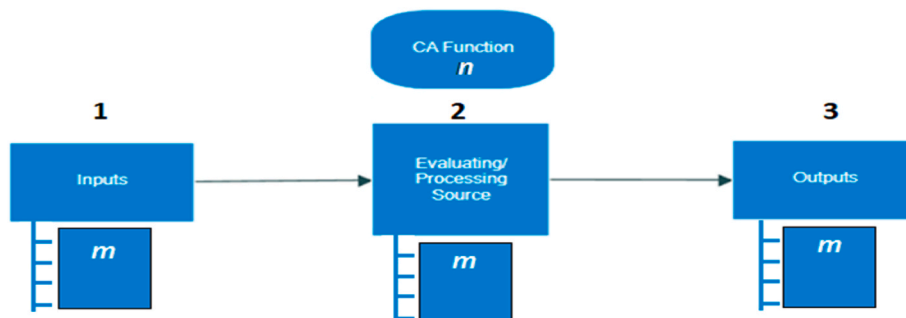 CA Function
n
1
2
3
Inputs
Evaluating/
Processing
Source
Outputs
m
m
m